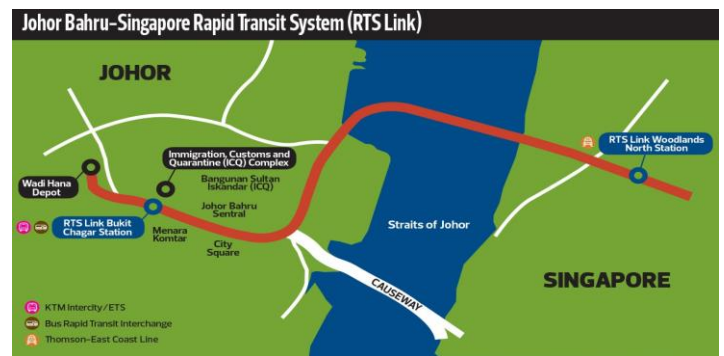 Johor Bahru–Singapore Rapid Transit System (RTS Link)
JOHOR
Immigration, Customs and
Quarantine (ICQ) Complex
Bangunan Sultan
Iskandar (ICQ)
Wadi Hana
Depot
RTS Link Bukit
Chagar Station
Johor Bahru
Sentral
Menara
Komtar
City
Square
Straits of Johor
CAUSEWAY
RTS Link Woodlands
North Station
SINGAPORE
KTM Intercity/ETS
Bus Rapid Transit Interchange
Thomson–East Coast Line